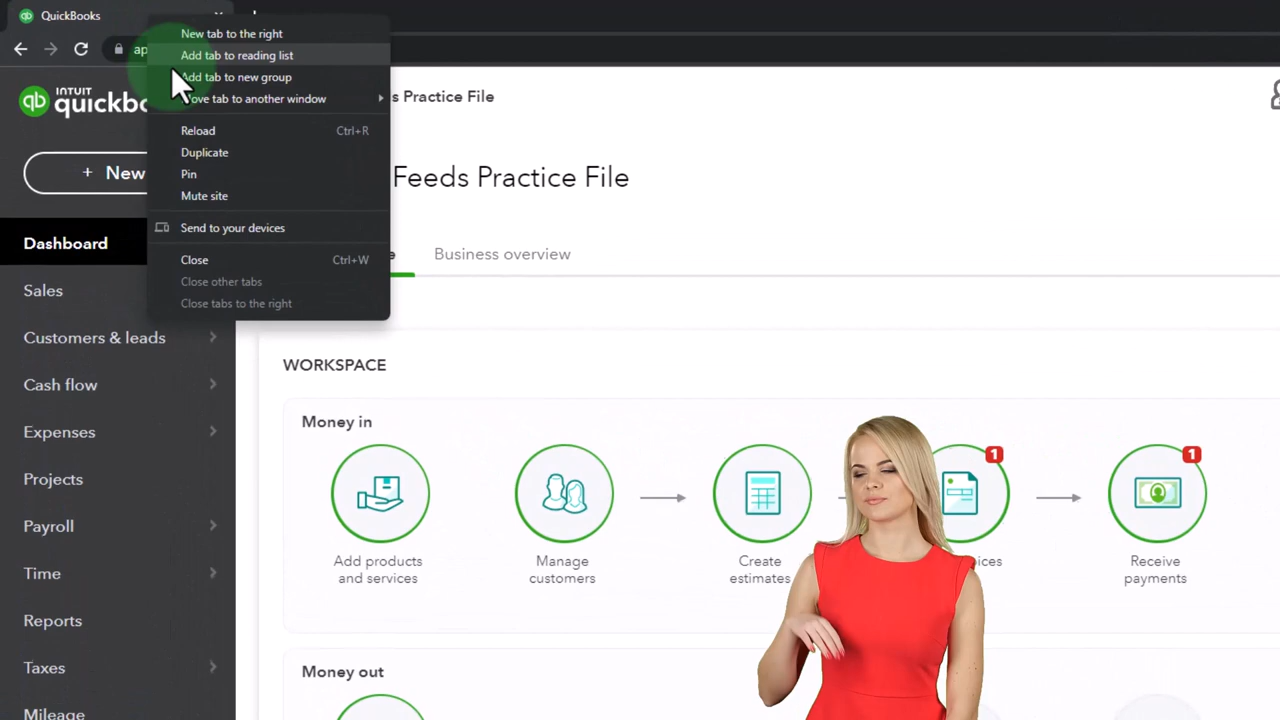 QuickBooks
New tab to the right
Add tab to reading list
Add tab to new group
ove tab to another window
Reload Ctrl+R
Duplicate
Pin
Mute site
Send to your devices
Close Ctrl+W
Close other tabs
Close tabs to the right
ap
INTUIT
quickbo
s Practice File
+ New
Feeds Practice File
e
Business overview
Dashboard
Sales
Customers & leads
Cash flow
Expenses
Projects
Payroll
Time
Reports
Taxes
Mileage
WORKSPACE
Money in
Add products
and services
Manage
customers
Create
estimates
ices
1
Receive
payments
1
Money out